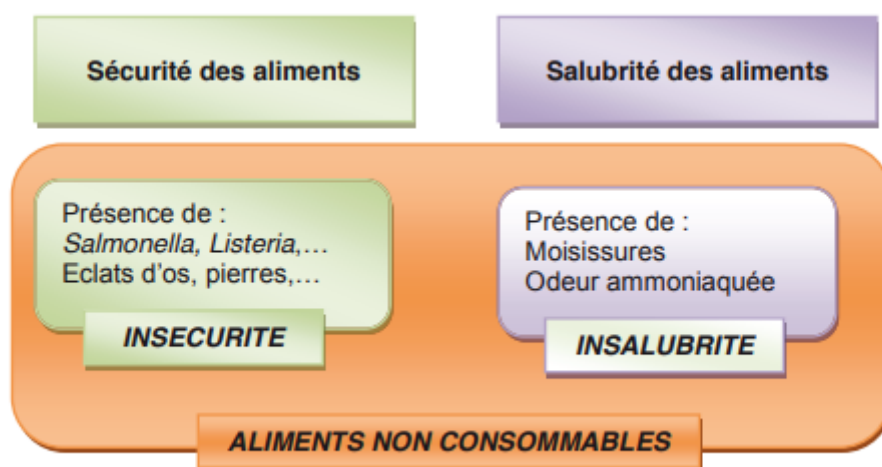 Sécurité des aliments
Salubrité des aliments
Présence de :
Salmonella, Listeria,…
Eclats d'os, pierres,…
INSECURITE
Présence de :
Moisissures
Odeur ammoniaquée
INSALUBRITE
ALIMENTS NON CONSOMMABLES